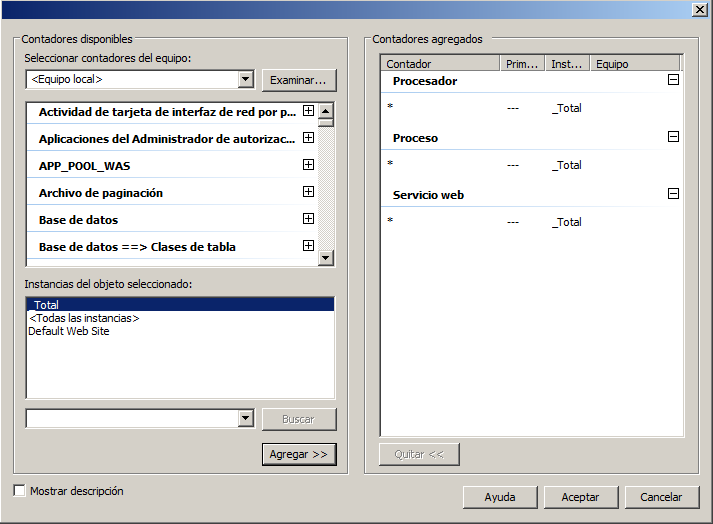 Contadores disponibles
Seleccionar contadores del equipo:
<Equipo local>
Examinar...
Actividad de tarjeta de interfaz de red por p...
Aplicaciones del Administrador de autorizac...
APP_POOL_WAS
Archivo de paginación
Base de datos
Base de datos ==> Clases de tabla
Instancias del objeto seleccionado:
_Total
<Todas las instancias>
Default Web Site
Buscar
Agregar >>
Mostrar descripción
Contadores agregados
Contador Prim... Inst... Equipo
Procesador
* --- _Total
Proceso
* --- _Total
Servicio web
* --- _Total
Quitar <<
Ayuda Aceptar Cancelar